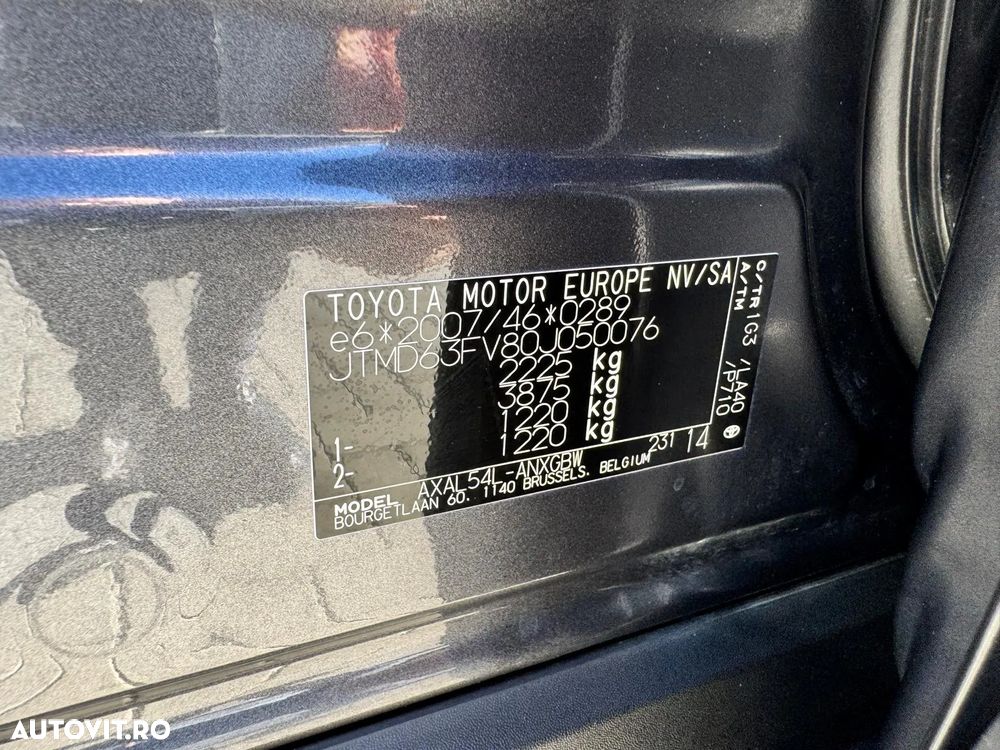 TOYOTA MOTOR EUROPE NV/SA
e6*2007/46*0289
JTMD63FV80J050076
2225 kg
3875 kg
1- 1220 kg
2- 1220 kg
C/TR 1G3 /LA40
A/TM /P710
MODEL AXAL54L-ANXGBW 231 14
BOURGETLAAN 60. 1140 BRUSSELS. BELGIUM
AUTOVIT.RO